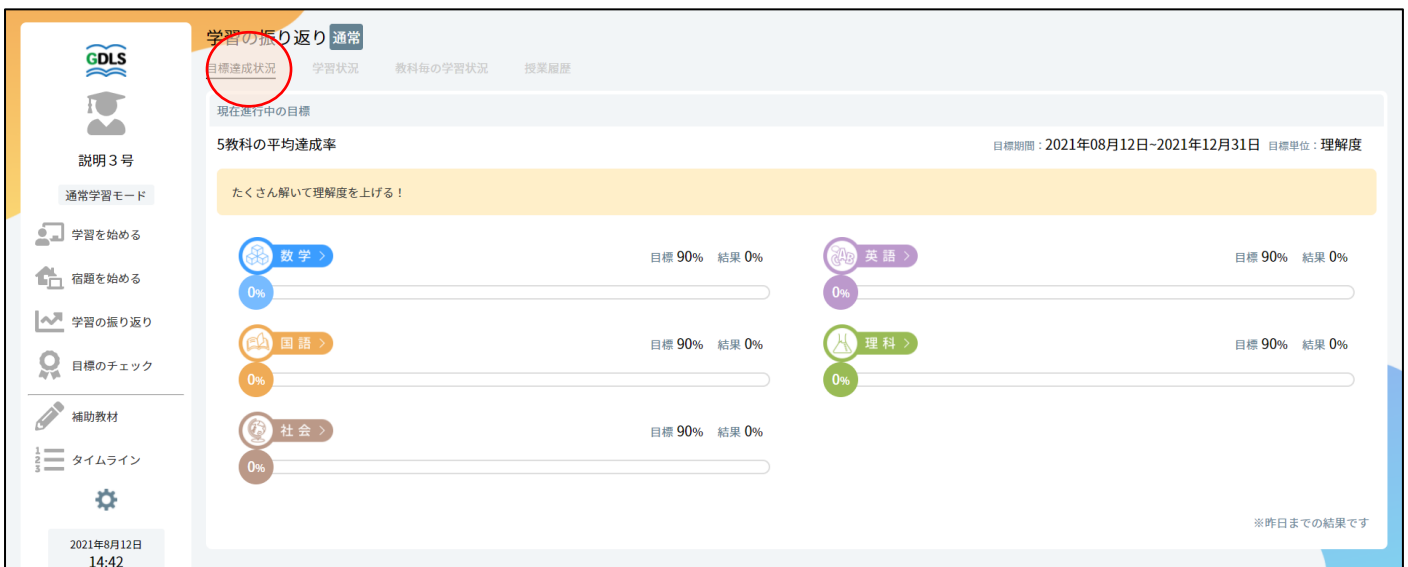 GDLS
説明３号
通常学習モード
学習を始める
宿題を始める
学習の振り返り
目標のチェック
補助教材
1
2
3
タイムライン
2021年8月12日
14:42
学習の振り返り 通常
目標達成状況 学習状況 教科毎の学習状況 授業履歴
現在進行中の目標
5教科の平均達成率 目標期間：2021年08月12日~2021年12月31日 目標単位：理解度
たくさん解いて理解度を上げる！
数学 > 目標 90% 結果 0%
0%
英語 > 目標 90% 結果 0%
0%
国語 > 目標 90% 結果 0%
0%
理科 > 目標 90% 結果 0%
0%
社会 > 目標 90% 結果 0%
0%
※昨日までの結果です